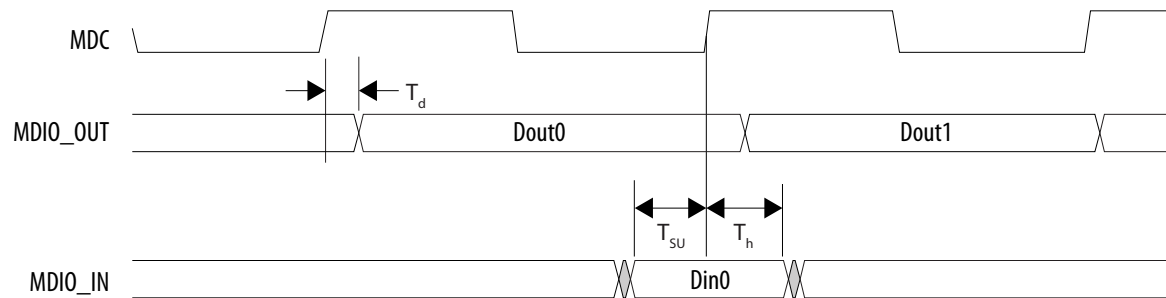 MDC
T_d
MDIO_OUT Dout0 Dout1
T_SU T_h
MDIO_IN Din0